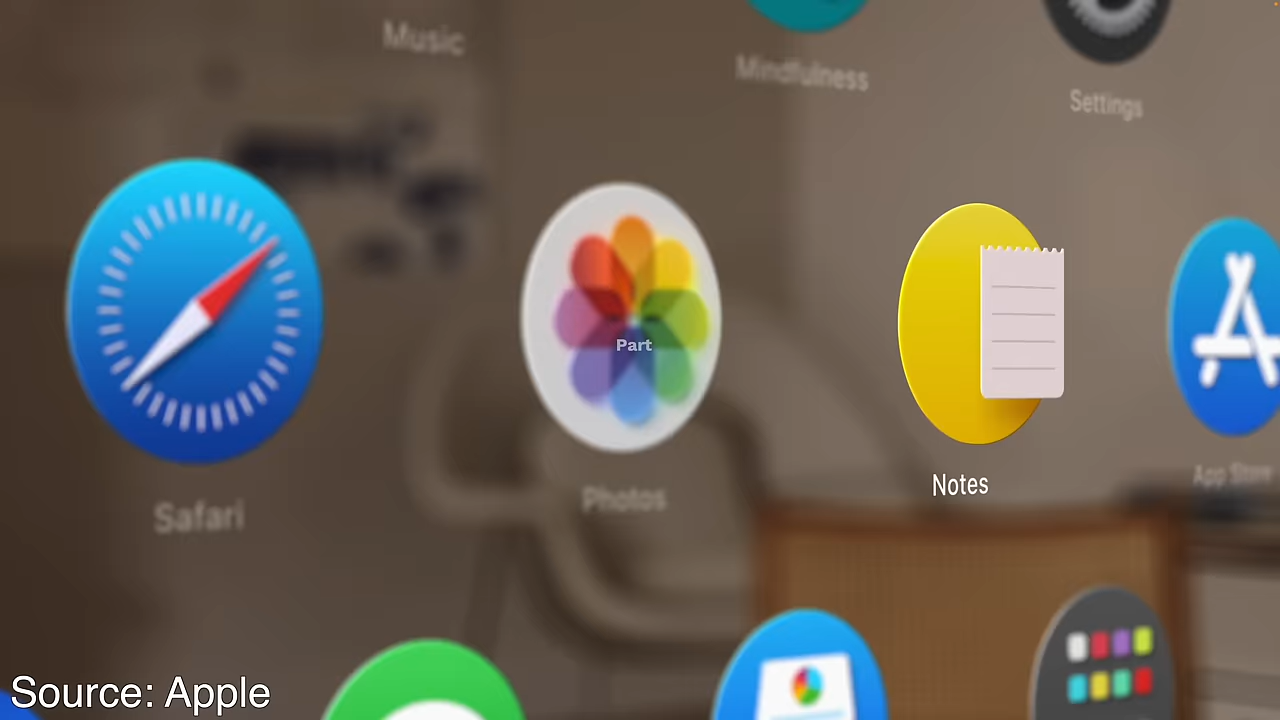 Music
Mindfulness
Settings
Part
Safari
Photos
Notes
App Store
Source: Apple